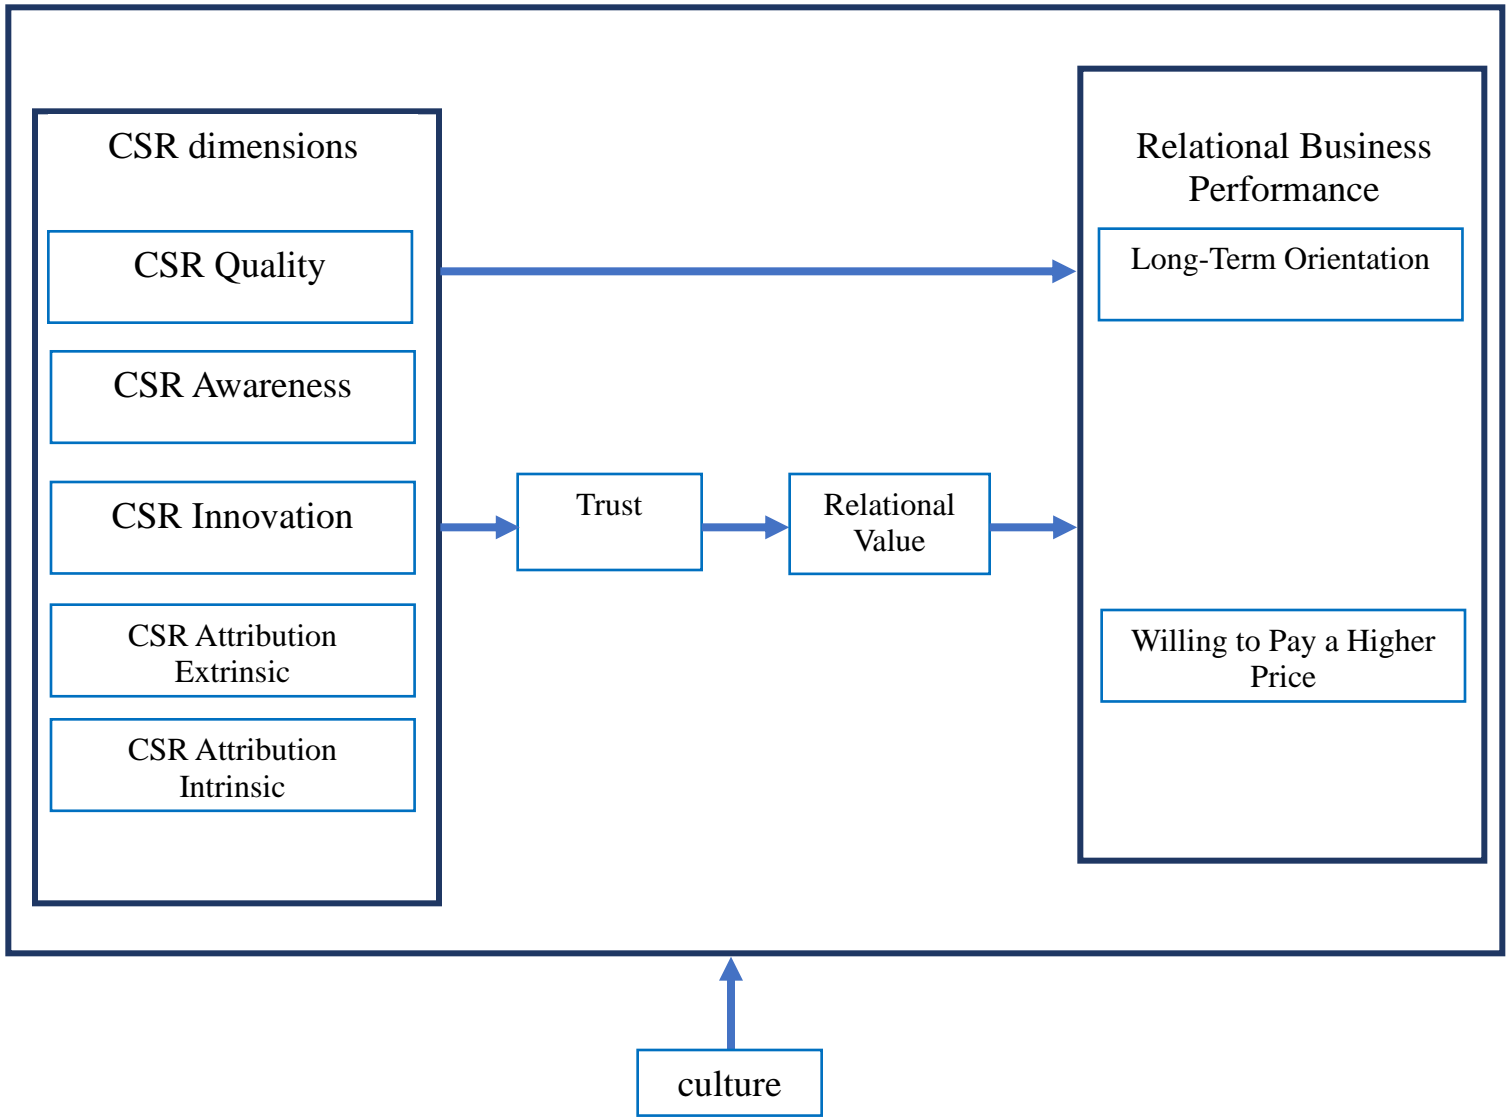 CSR dimensions
CSR Quality
CSR Awareness
CSR Innovation
CSR Attribution
Extrinsic
CSR Attribution
Intrinsic
Trust
Relational
Value
Relational Business
Performance
Long-Term Orientation
Willing to Pay a Higher
Price
culture